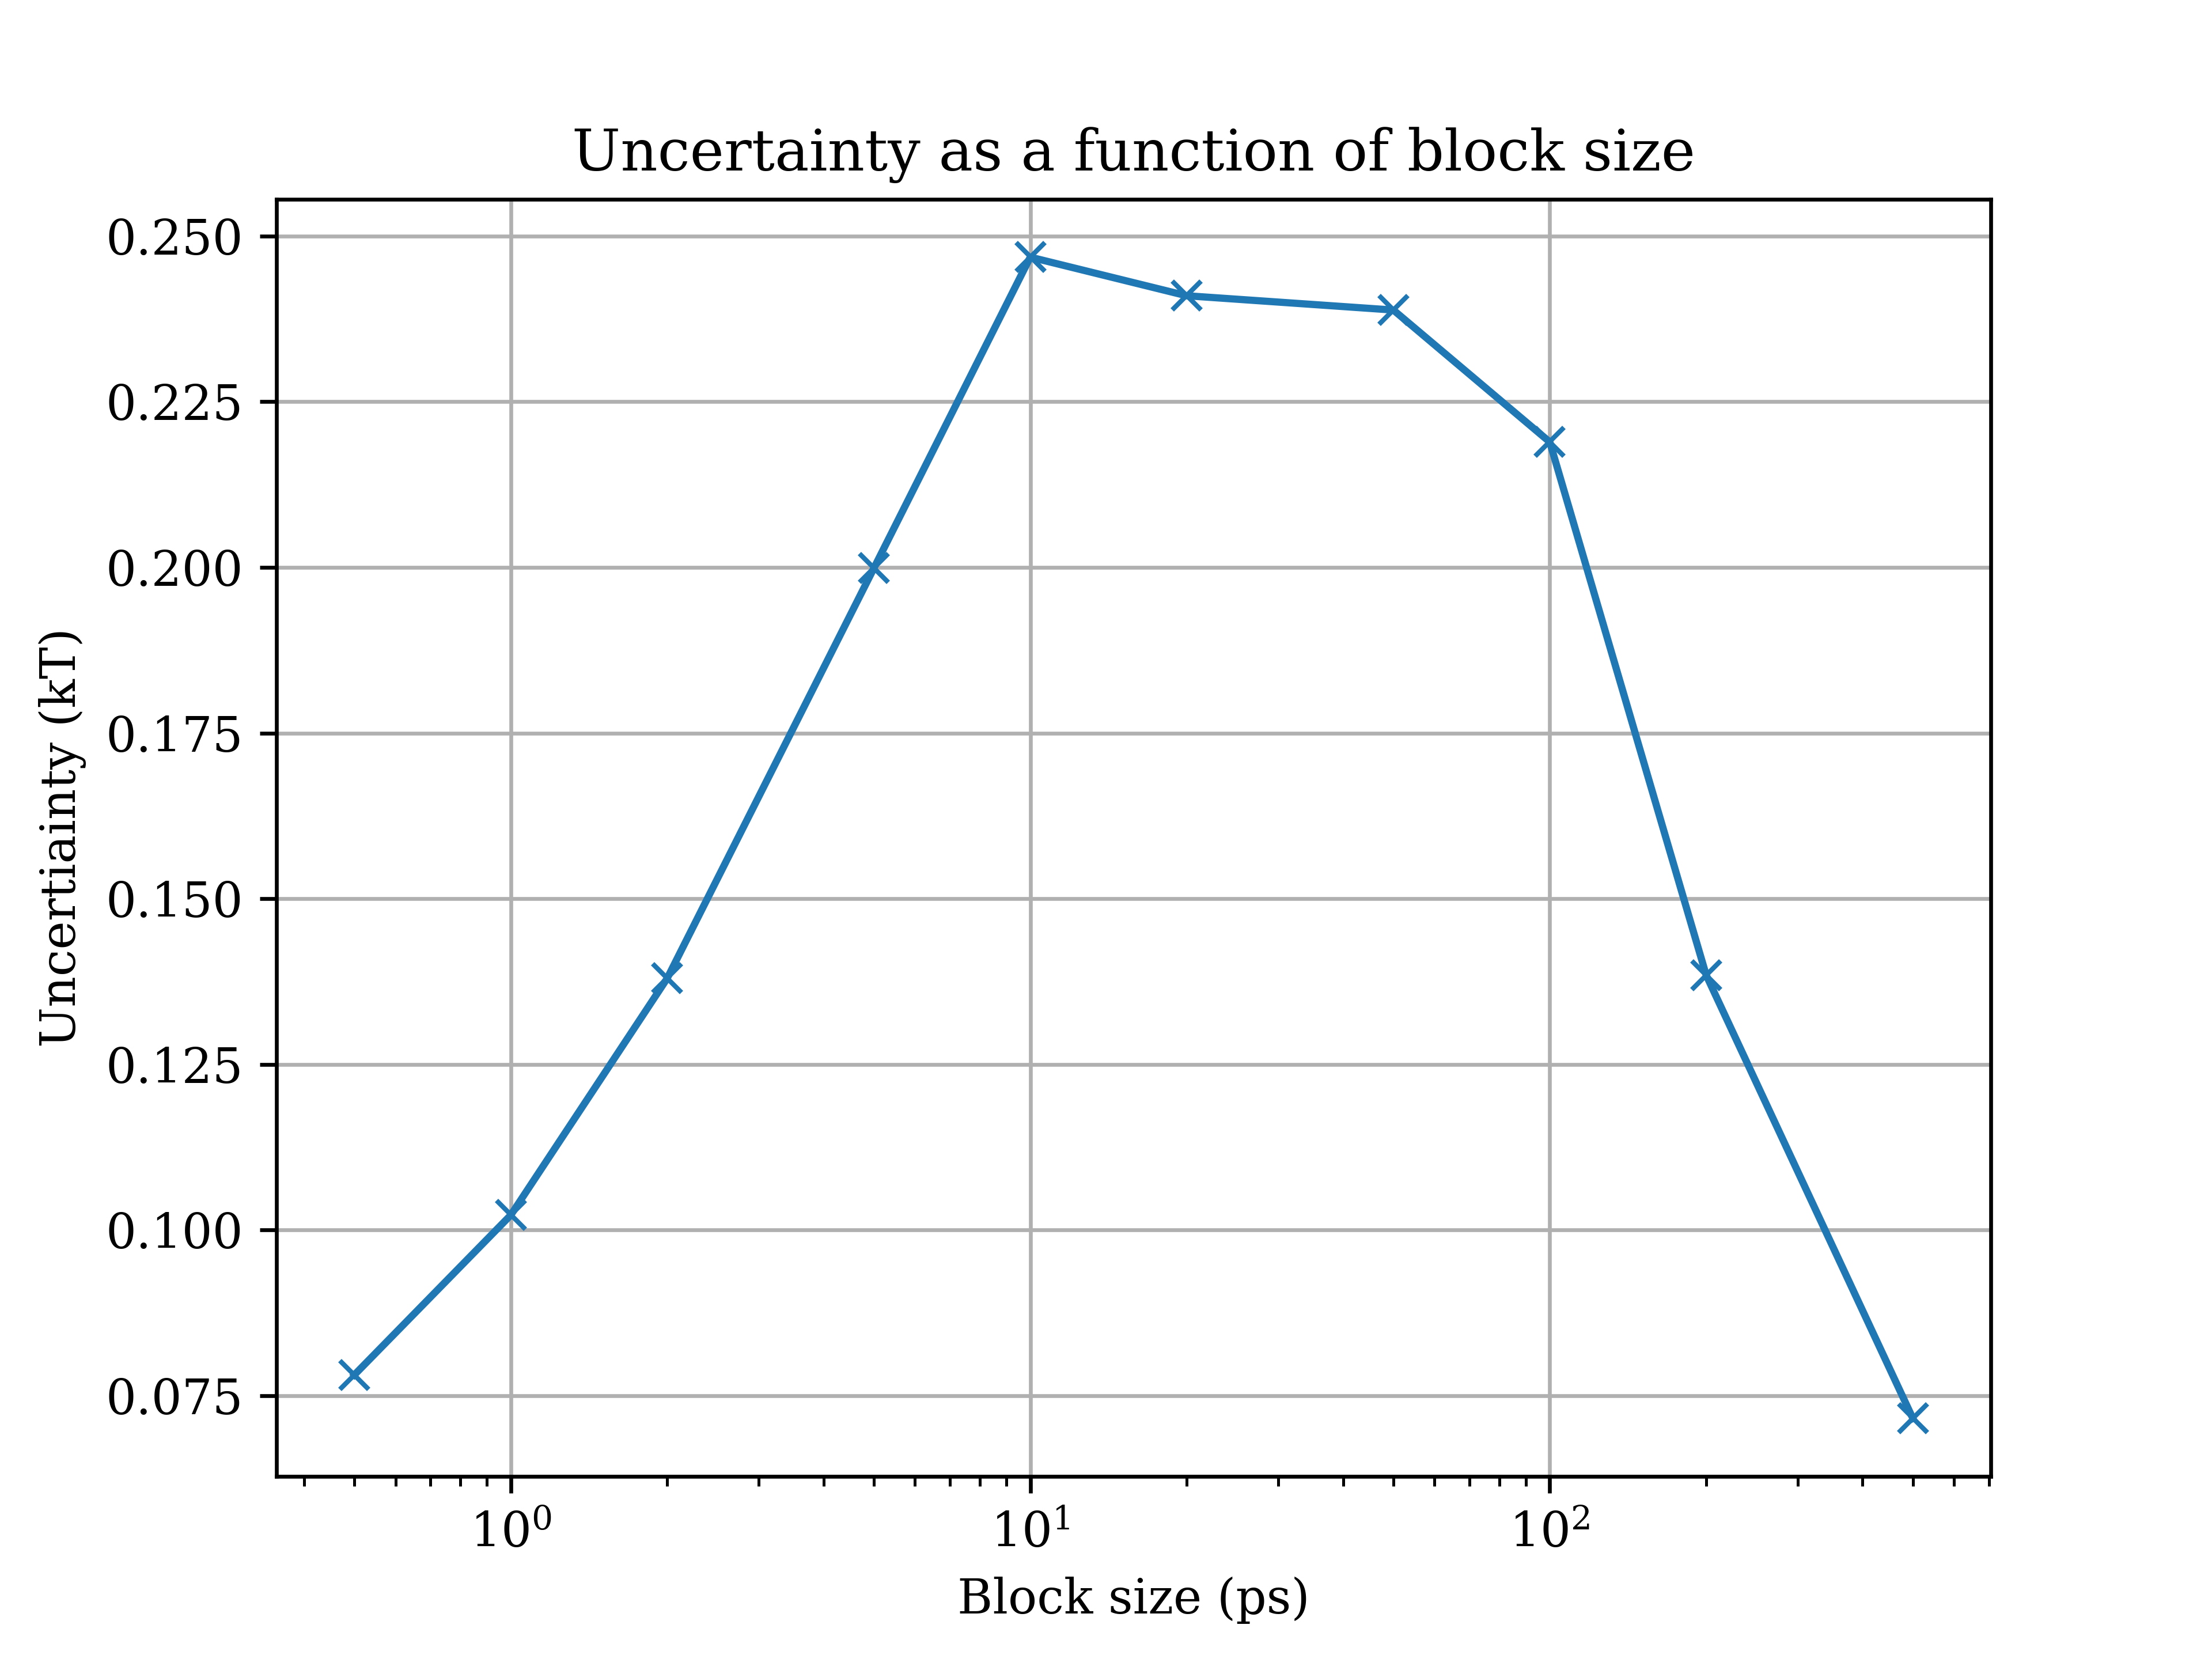 Uncertainty as a function of block size
0.250
0.225
0.200
0.175
0.150
0.125
0.100
0.075
Uncertiainty (kT)
10⁰ 10¹ 10²
Block size (ps)